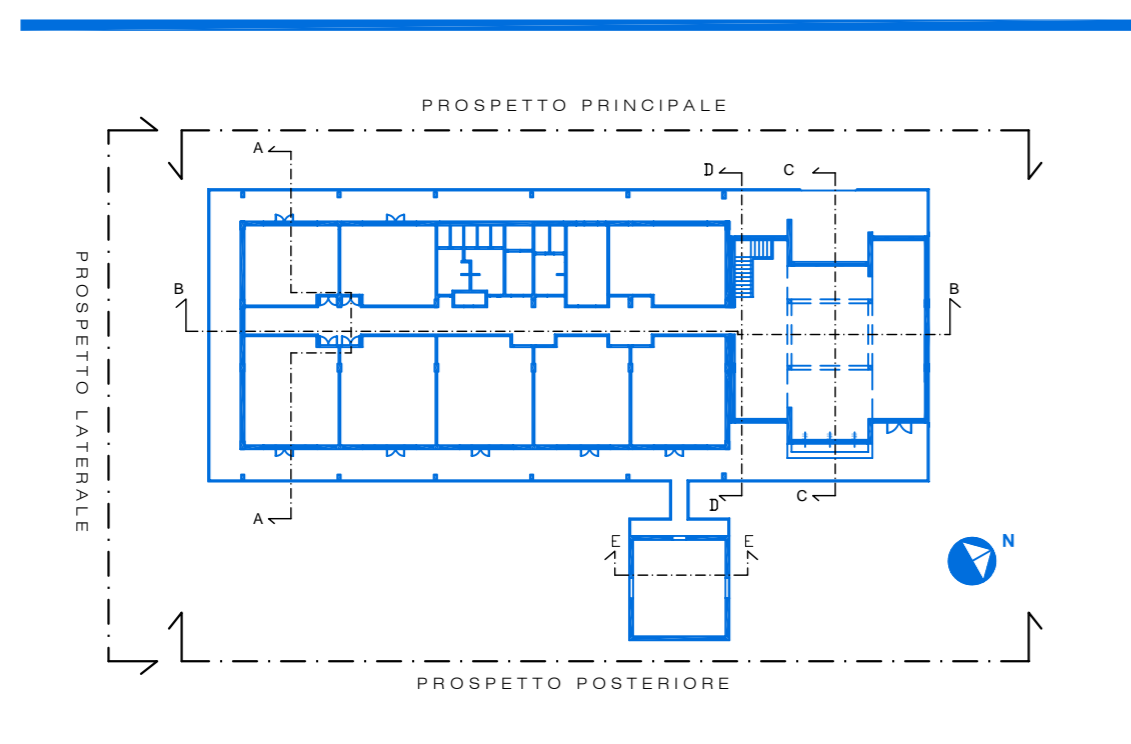 PROSPETTO PRINCIPALE
A
D
C
PROSPETTO LATERALE
B
B
A
D
C
E
E
N
PROSPETTO POSTERIORE